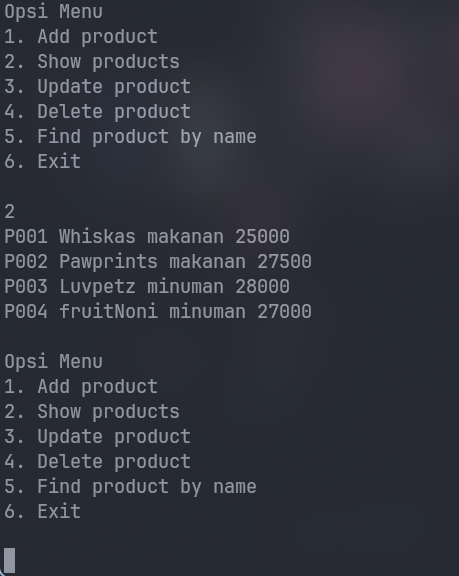 Opsi Menu
1. Add product
2. Show products
3. Update product
4. Delete product
5. Find product by name
6. Exit
2
P001 Whiskas makanan 25000
P002 Pawprints makanan 27500
P003 Luvpetz minuman 28000
P004 fruitNoni minuman 27000
Opsi Menu
1. Add product
2. Show products
3. Update product
4. Delete product
5. Find product by name
6. Exit